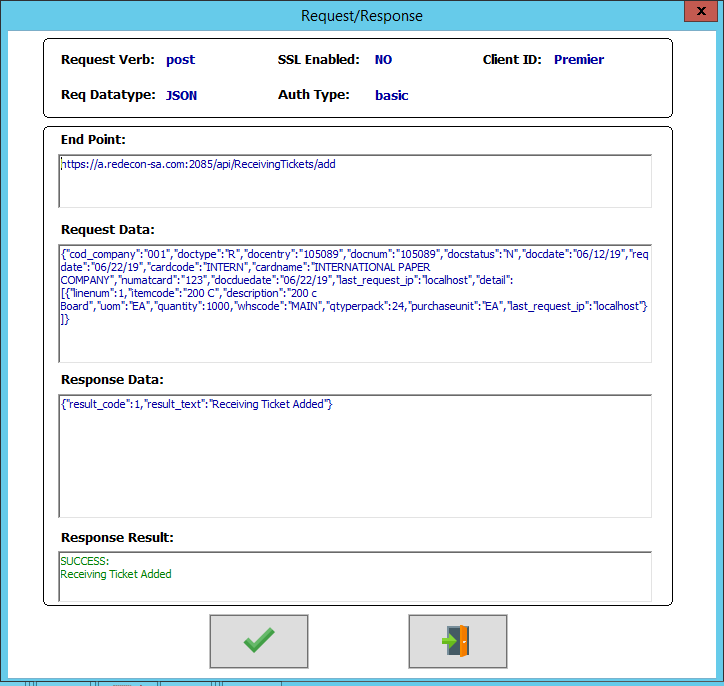 Request/Response
x
Request Verb: post SSL Enabled: NO Client ID: Premier
Req Datatype: JSON Auth Type: basic
End Point:
https://a.redecon-sa.com:2085/api/ReceivingTickets/add
Request Data:
{"cod_company":"001","doctype":"R","docentry":"105089","docnum":"105089","docstatus":"N","docdate":"06/12/19","req
date":"06/22/19","cardcode":"INTERN","cardname":"INTERNATIONAL PAPER
COMPANY","numatcard":"123","docduedate":"06/22/19","last_request_ip":"localhost","detail":
[{"linenum":1,"itemcode":"200 C","description":"200 c
Board","uom":"EA","quantity":1000,"whscode":"MAIN","qtyperpack":24,"purchaseunit":"EA","last_request_ip":"localhost"}
]}
Response Data:
{"result_code":1,"result_text":"Receiving Ticket Added"}
Response Result:
SUCCESS:
Receiving Ticket Added